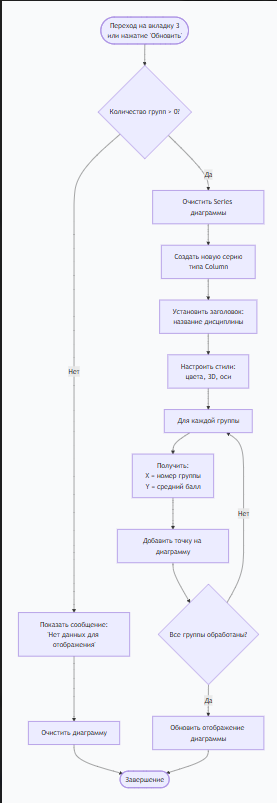 Переход на вкладку 3
или нажатие 'Обновить'
Количество групп > 0?
Да
Очистить Series
диаграммы
Создать новую серию
типа Column
Установить заголовок:
название дисциплины
Нет
Настроить стили:
цвета, 3D, оси
Для каждой группы
Получить:
X = номер группы
Y = средний балл
Нет
Добавить точку на
диаграмму
Показать сообщение:
'Нет данных для
отображения'
Все группы обработаны?
Да
Очистить диаграмму
Обновить отображение
диаграммы
Завершение